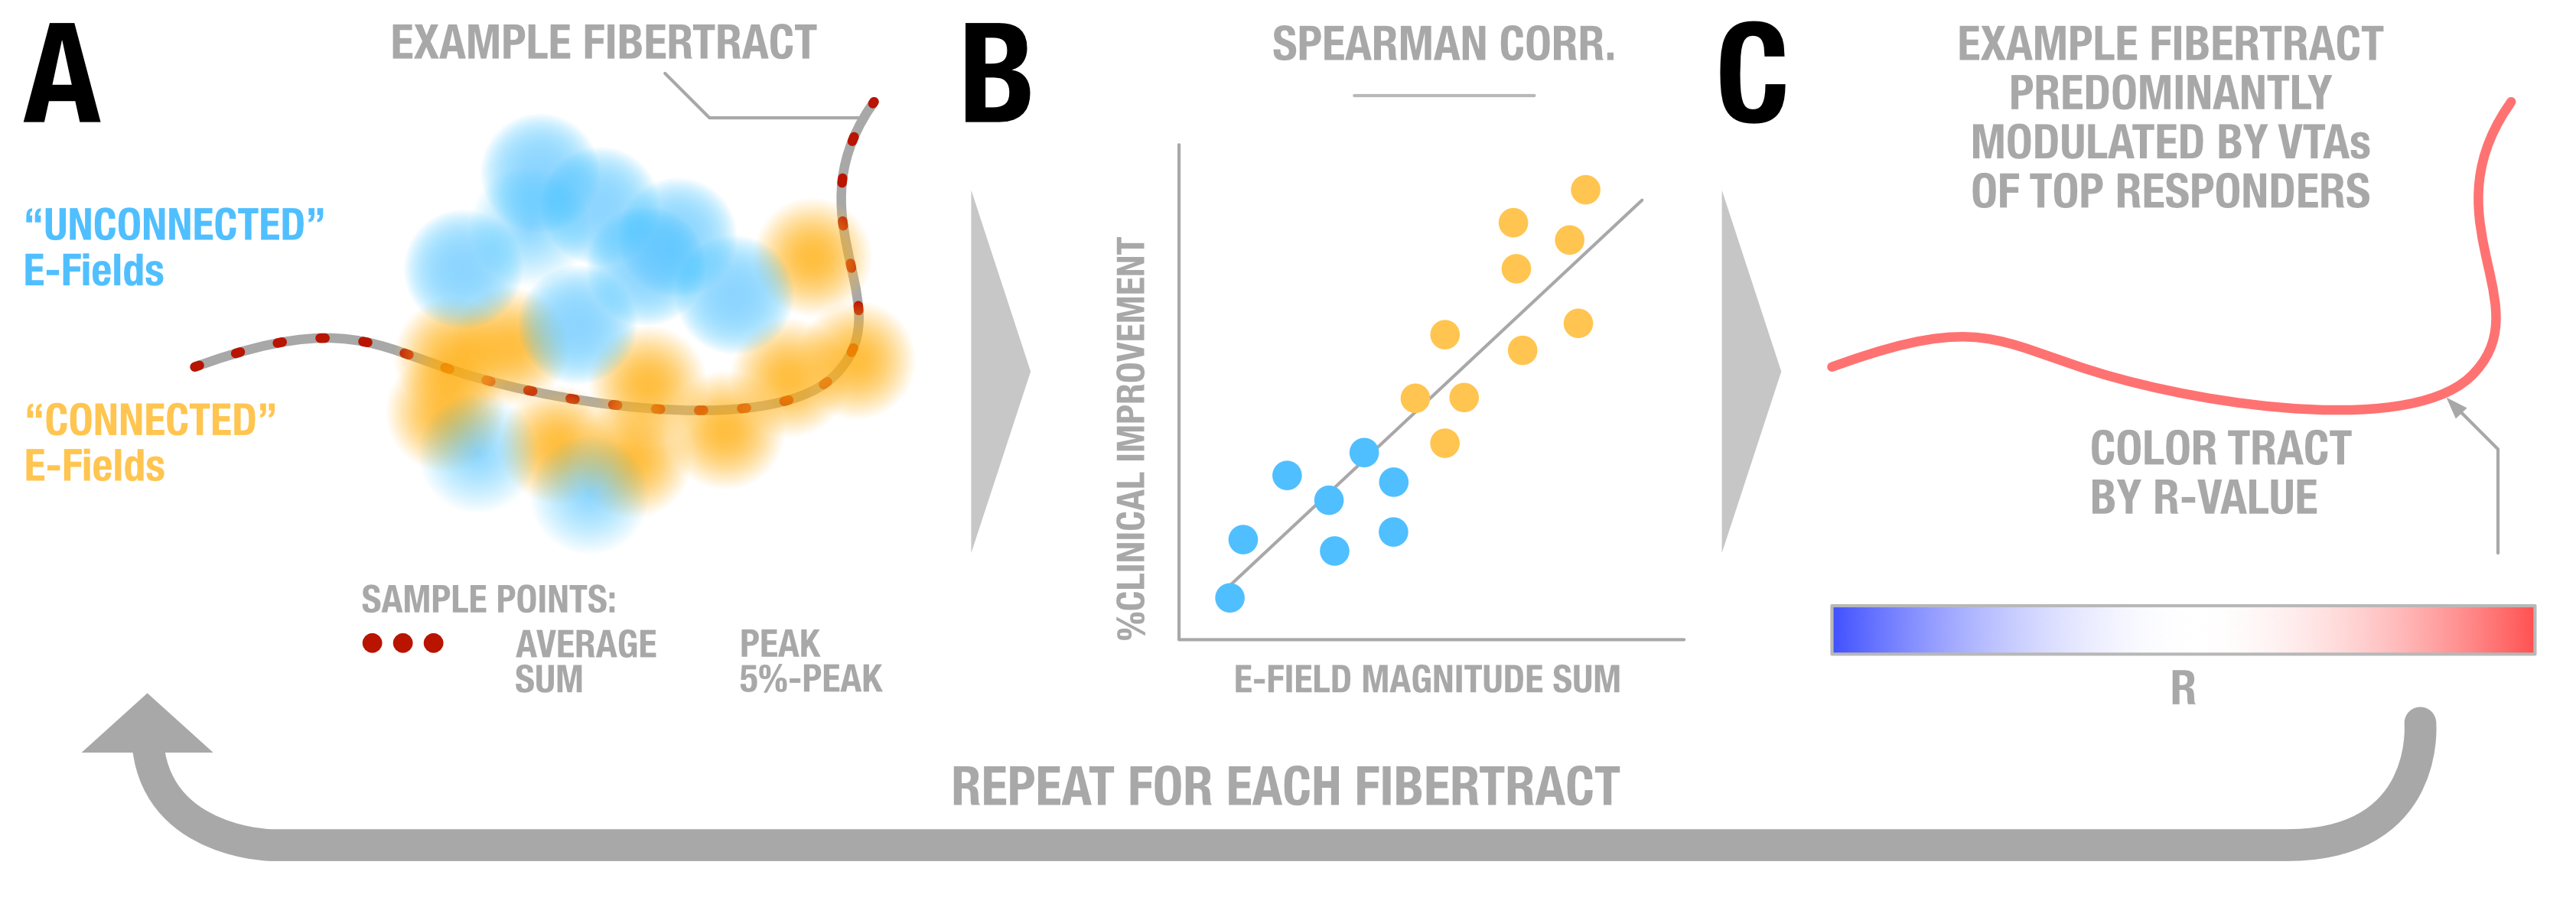 A
EXAMPLE FIBERTRACT
“UNCONNECTED”
E-Fields
“CONNECTED”
E-Fields
SAMPLE POINTS:
AVERAGE
SUM
PEAK
5%-PEAK
B
SPEARMAN CORR.
%CLINICAL IMPROVEMENT
E-FIELD MAGNITUDE SUM
C
EXAMPLE FIBERTRACT
PREDOMINANTLY
MODULATED BY VTAs
OF TOP RESPONDERS
COLOR TRACT
BY R-VALUE
R
REPEAT FOR EACH FIBERTRACT